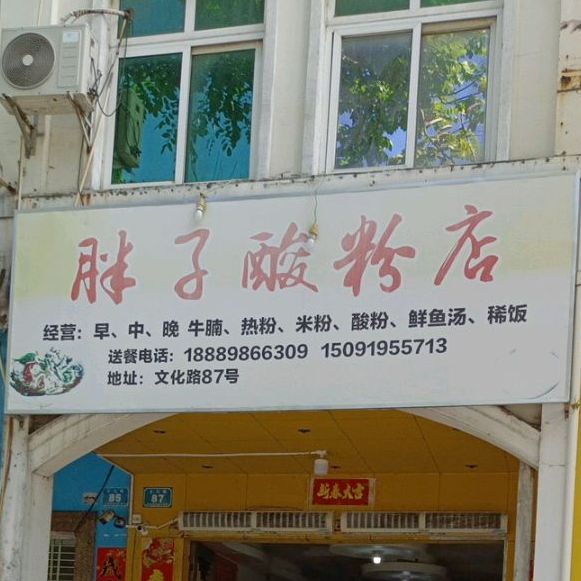 胖子酸粉店
经营：早、中、晚 牛腩、热粉、米粉、酸粉、鲜鱼汤、稀饭
送餐电话：18889866309 15091955713
地址：文化路87号
新春大吉
85
87